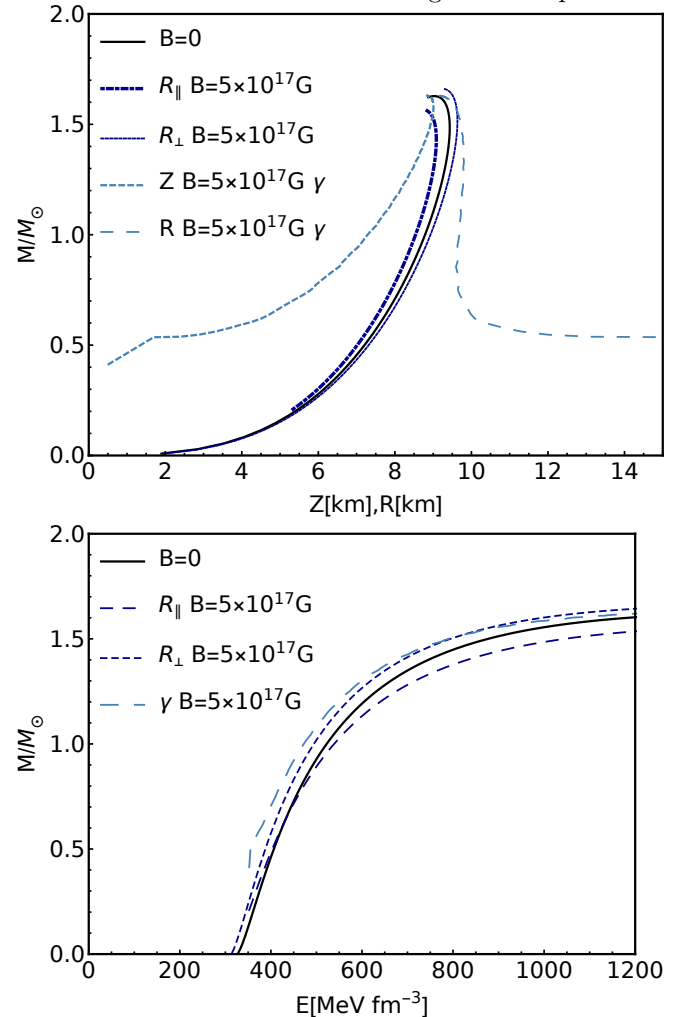 2.0
B=0
R∥ B=5×10¹⁷G
1.5
R⊥ B=5×10¹⁷G
Z B=5×10¹⁷G γ
R B=5×10¹⁷G γ
1.0
M/M⊙
0.5
0.0
0 2 4 6 8 10 12 14
Z[km],R[km]
2.0
B=0
R∥ B=5×10¹⁷G
1.5
R⊥ B=5×10¹⁷G
γ B=5×10¹⁷G
1.0
M/M⊙
0.5
0.0
0 200 400 600 800 1000 1200
E[MeV fm⁻³]